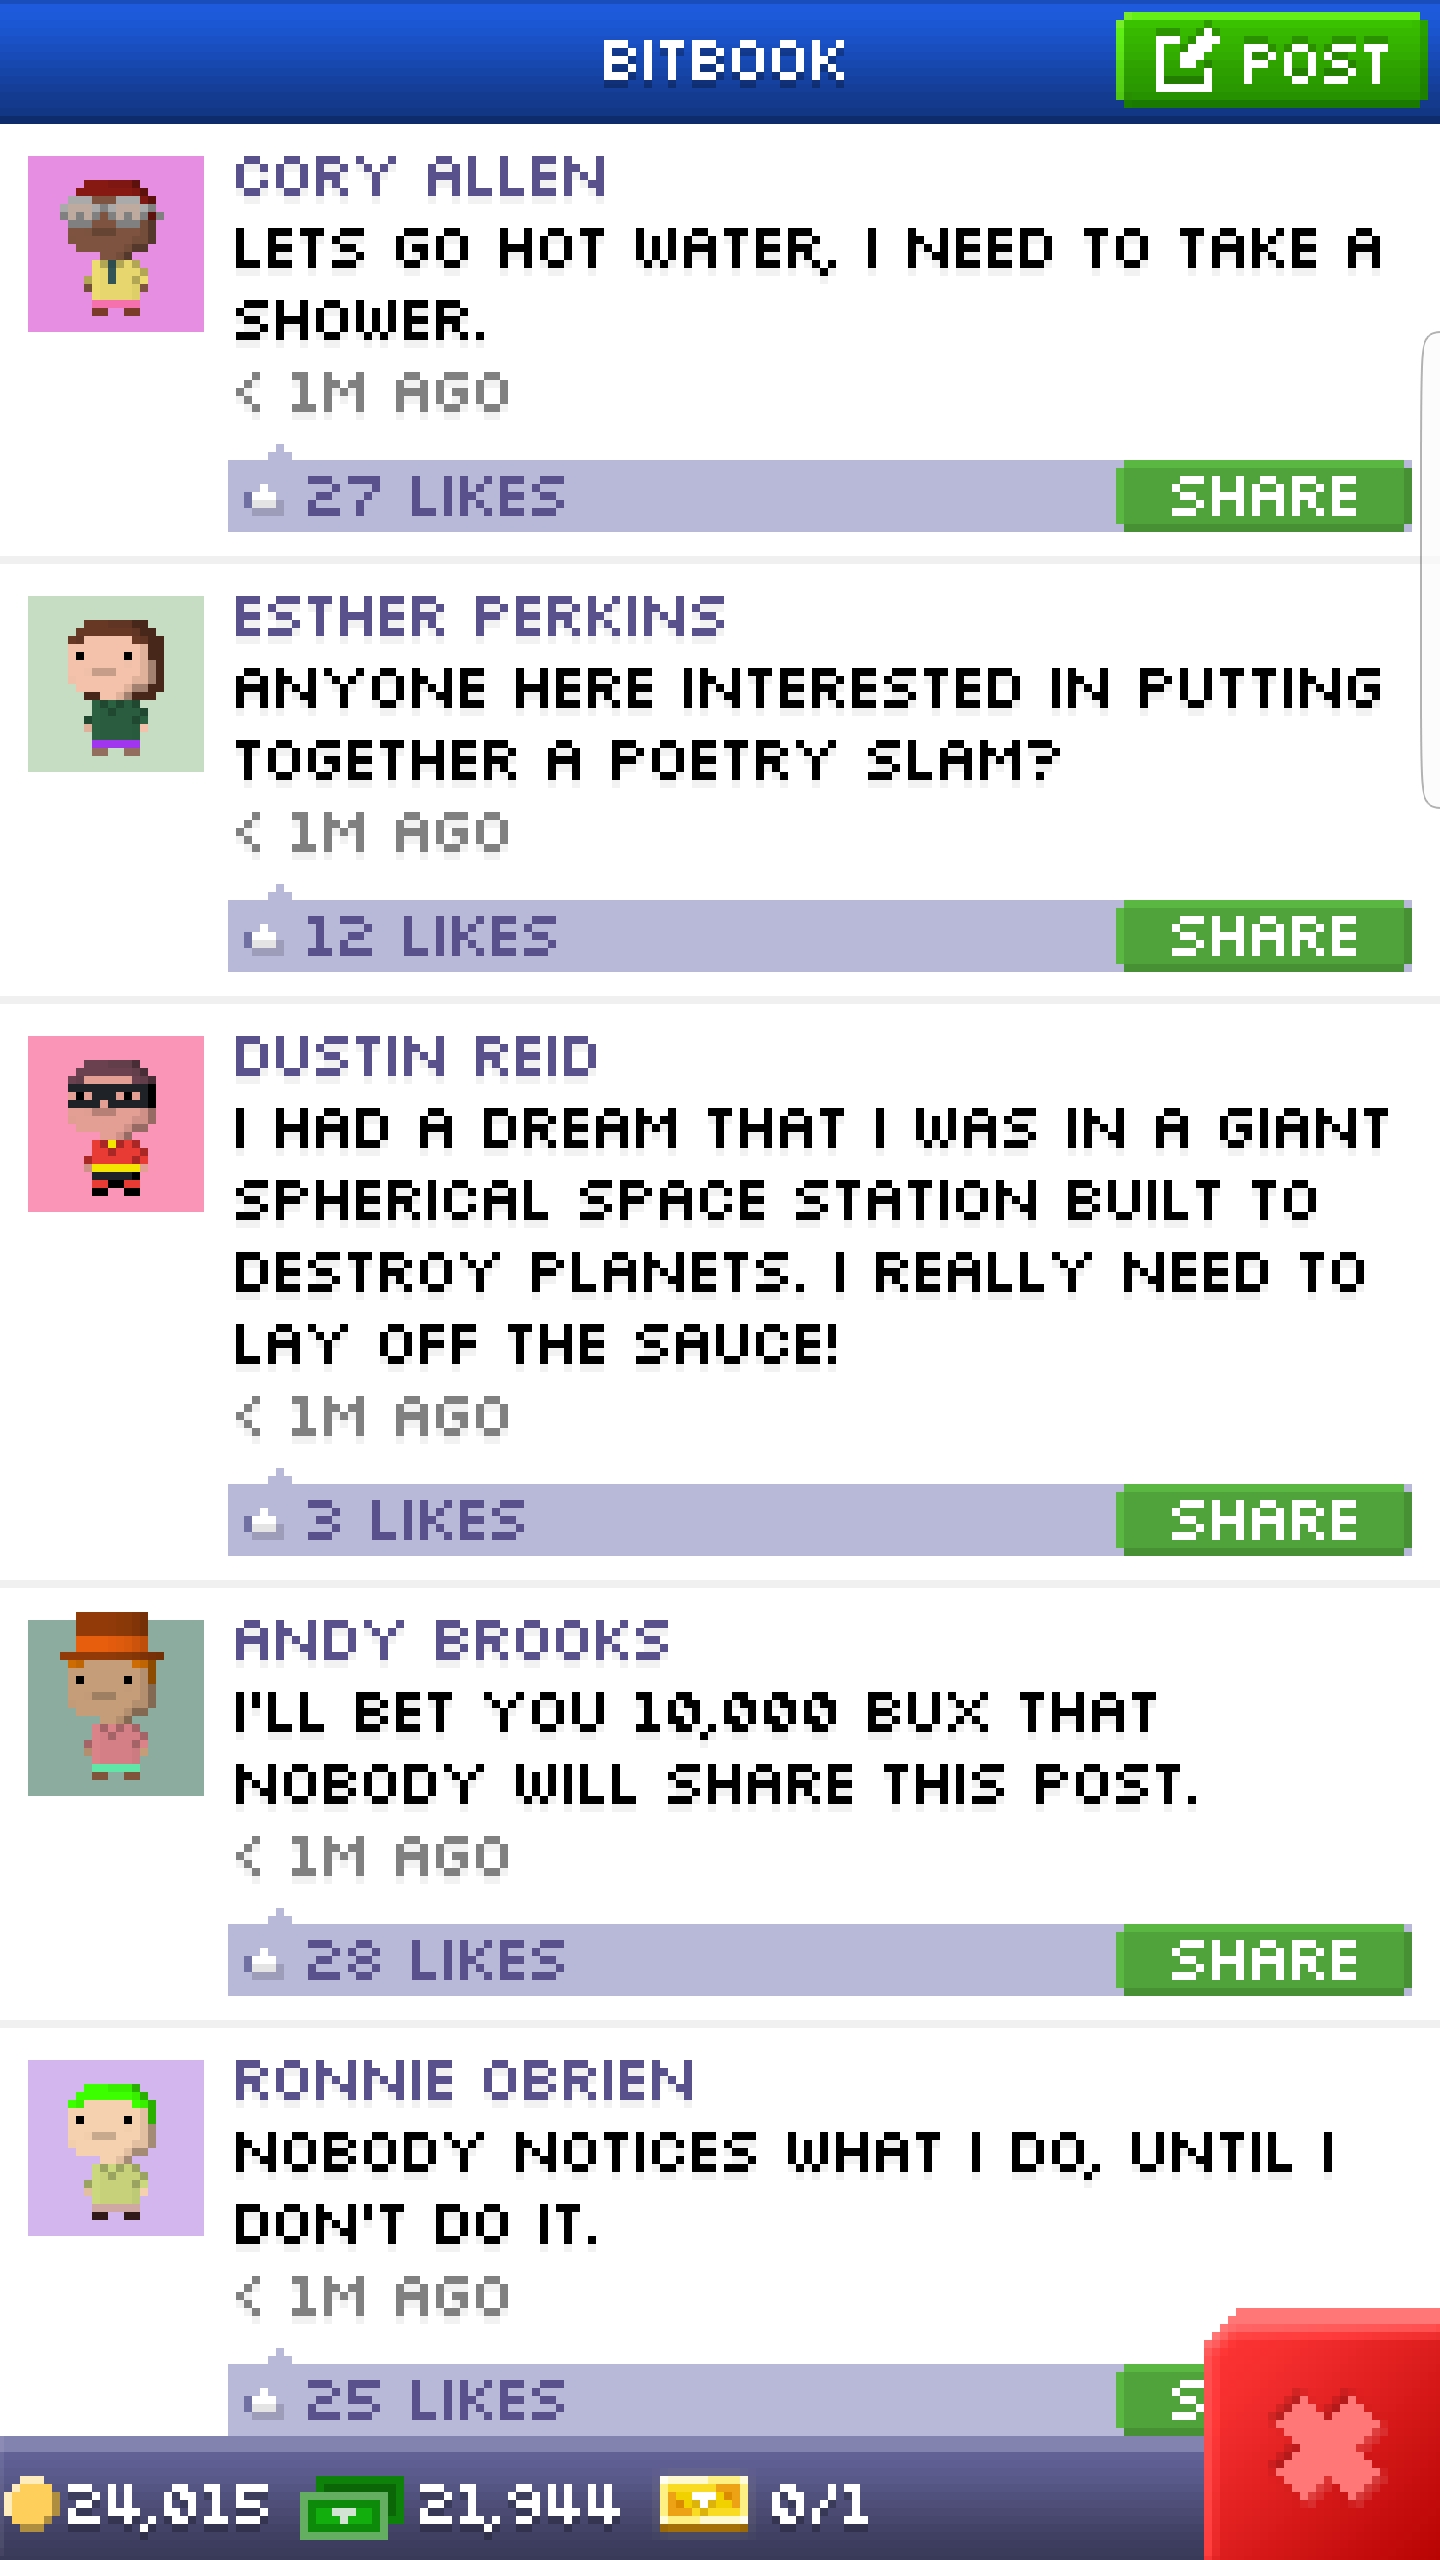 BITBOOK
POST
CORY ALLEN
LETS GO HOT WATER, I NEED TO TAKE A
SHOWER.
< 1M AGO
27 LIKES
SHARE
ESTHER PERKINS
ANYONE HERE INTERESTED IN PUTTING
TOGETHER A POETRY SLAM?
< 1M AGO
12 LIKES
SHARE
DUSTIN REID
I HAD A DREAM THAT I WAS IN A GIANT
SPHERICAL SPACE STATION BUILT TO
DESTROY PLANETS. I REALLY NEED TO
LAY OFF THE SAUCE!
< 1M AGO
3 LIKES
SHARE
ANDY BROOKS
I'LL BET YOU 10,000 BUX THAT
NOBODY WILL SHARE THIS POST.
< 1M AGO
28 LIKES
SHARE
RONNIE OBRIEN
NOBODY NOTICES WHAT I DO, UNTIL I
DON'T DO IT.
< 1M AGO
25 LIKES
S
24,015
21,944
0/1